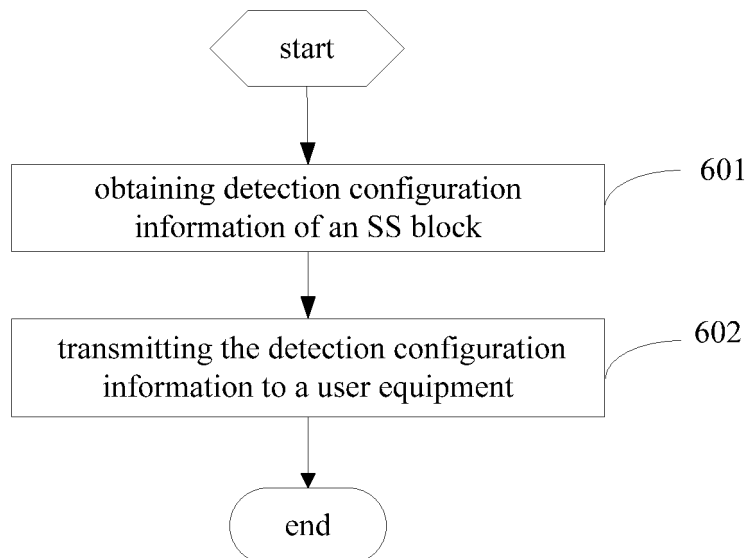 start
obtaining detection configuration
information of an SS block
601
transmitting the detection configuration
information to a user equipment
602
end